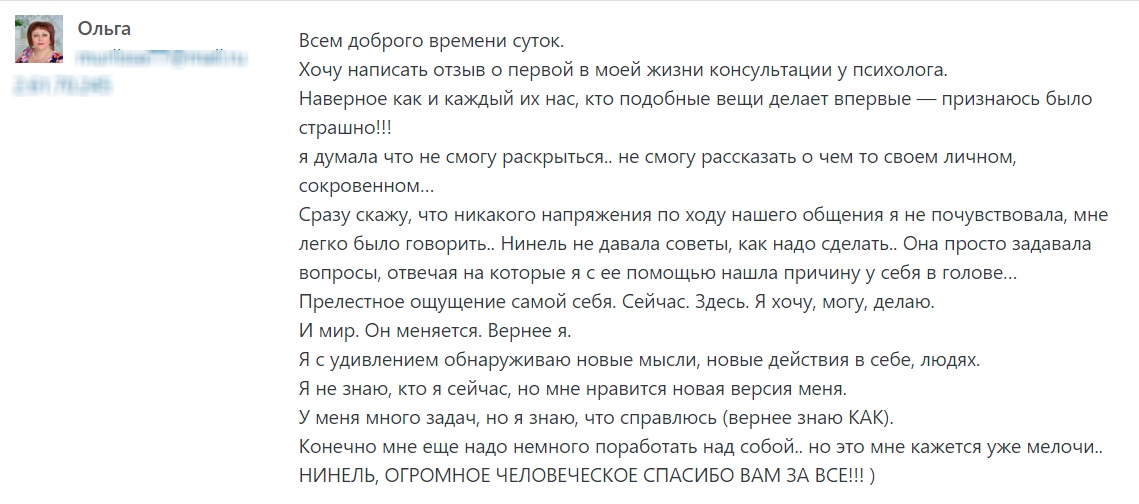 Ольга
Всем доброго времени суток.
Хочу написать отзыв о первой в моей жизни консультации у психолога.
Наверное как и каждый их нас, кто подобные вещи делает впервые — признаюсь было
страшно!!!
я думала что не смогу раскрыться.. не смогу рассказать о чем то своем личном,
сокровенном...
Сразу скажу, что никакого напряжения по ходу нашего общения я не почувствовала, мне
легко было говорить.. Нинель не давала советы, как надо сделать.. Она просто задавала
вопросы, отвечая на которые я с ее помощью нашла причину у себя в голове...
Прелестное ощущение самой себя. Сейчас. Здесь. Я хочу, могу, делаю.
И мир. Он меняется. Вернее я.
Я с удивлением обнаруживаю новые мысли, новые действия в себе, людях.
Я не знаю, кто я сейчас, но мне нравится новая версия меня.
У меня много задач, но я знаю, что справлюсь (вернее знаю КАК).
Конечно мне еще надо немного поработать над собой.. но это мне кажется уже мелочи..
НИНЕЛЬ, ОГРОМНОЕ ЧЕЛОВЕЧЕСКОЕ СПАСИБО ВАМ ЗА ВСЕ!!! )